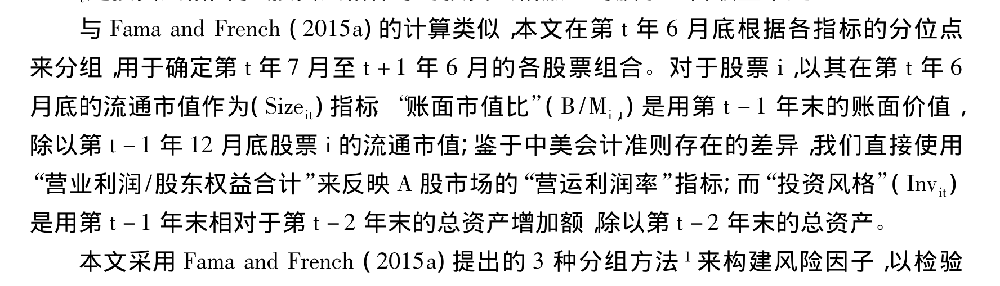 与 Fama and French (2015a) 的计算类似,本文在第 t 年 6 月底根据各指标的分位点
来分组,用于确定第 t 年 7 月至 t+1 年 6 月的各股票组合。对于股票 i,以其在第 t 年 6
月底的流通市值作为(Size_it)指标;“账面市值比”(B/M_i,t)是用第 t-1 年末的账面价值,
除以第 t-1 年 12 月底股票 i 的流通市值;鉴于中美会计准则存在的差异,我们直接使用
“营业利润/股东权益合计”来反映 A 股市场的“营运利润率”指标;而“投资风格”(Inv_it)
是用第 t-1 年末相对于第 t-2 年末的总资产增加额,除以第 t-2 年末的总资产。
本文采用 Fama and French (2015a)提出的 3 种分组方法1来构建风险因子,以检验